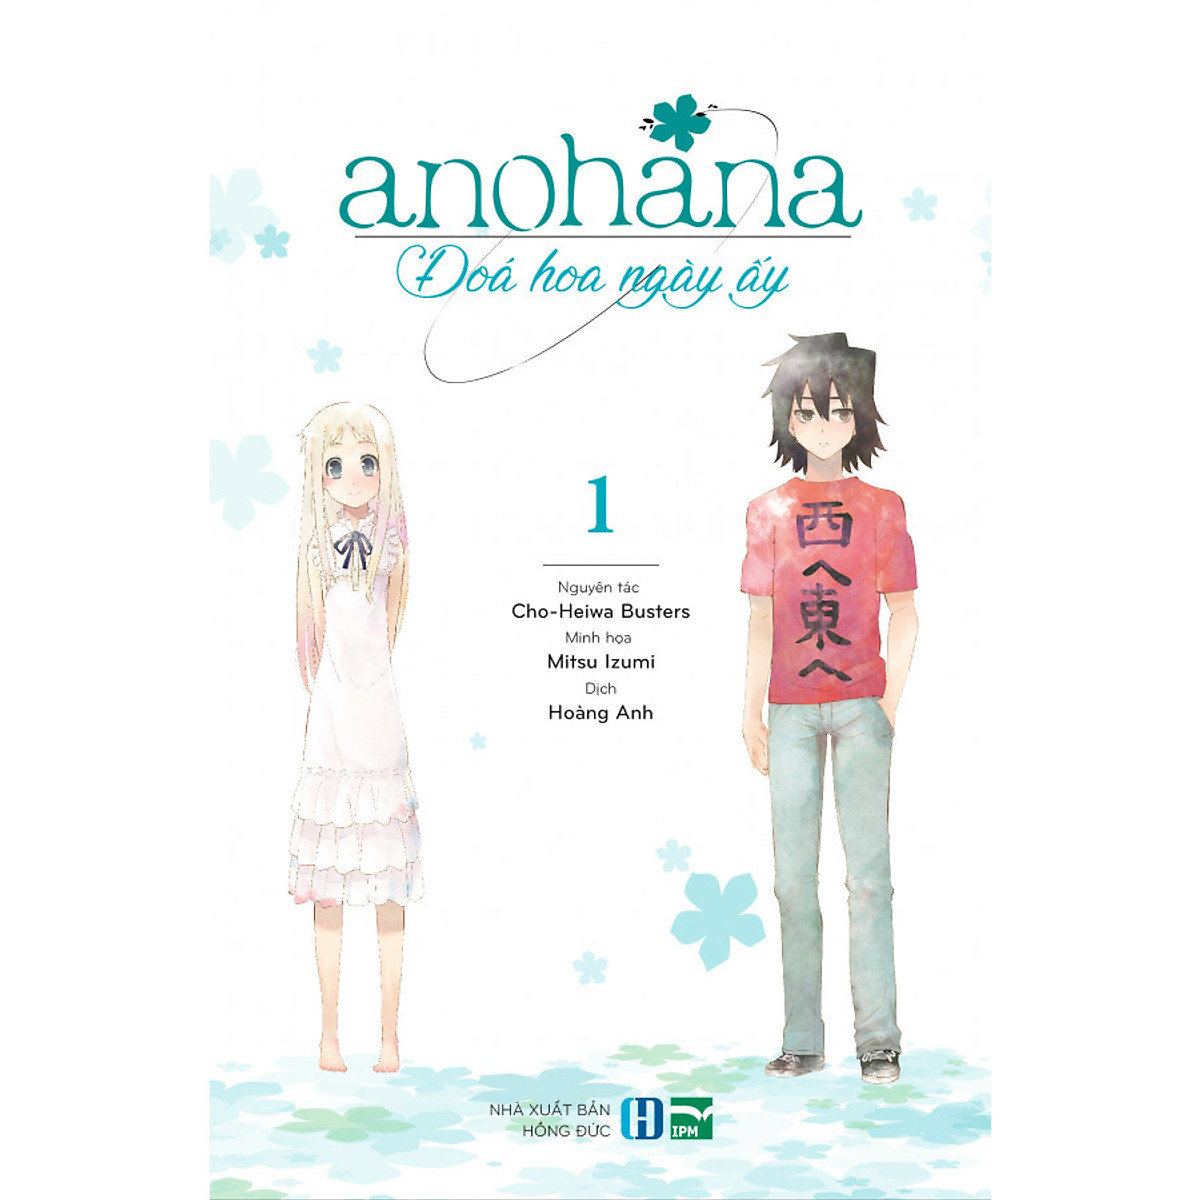 anohana
Đoá hoa ngày ấy
1
Nguyên tác
Cho-Heiwa Busters
Minh họa
Mitsu Izumi
Dịch
Hoàng Anh
西へ東へ
NHÀ XUẤT BẢN
HỒNG ĐỨC
H
IPM